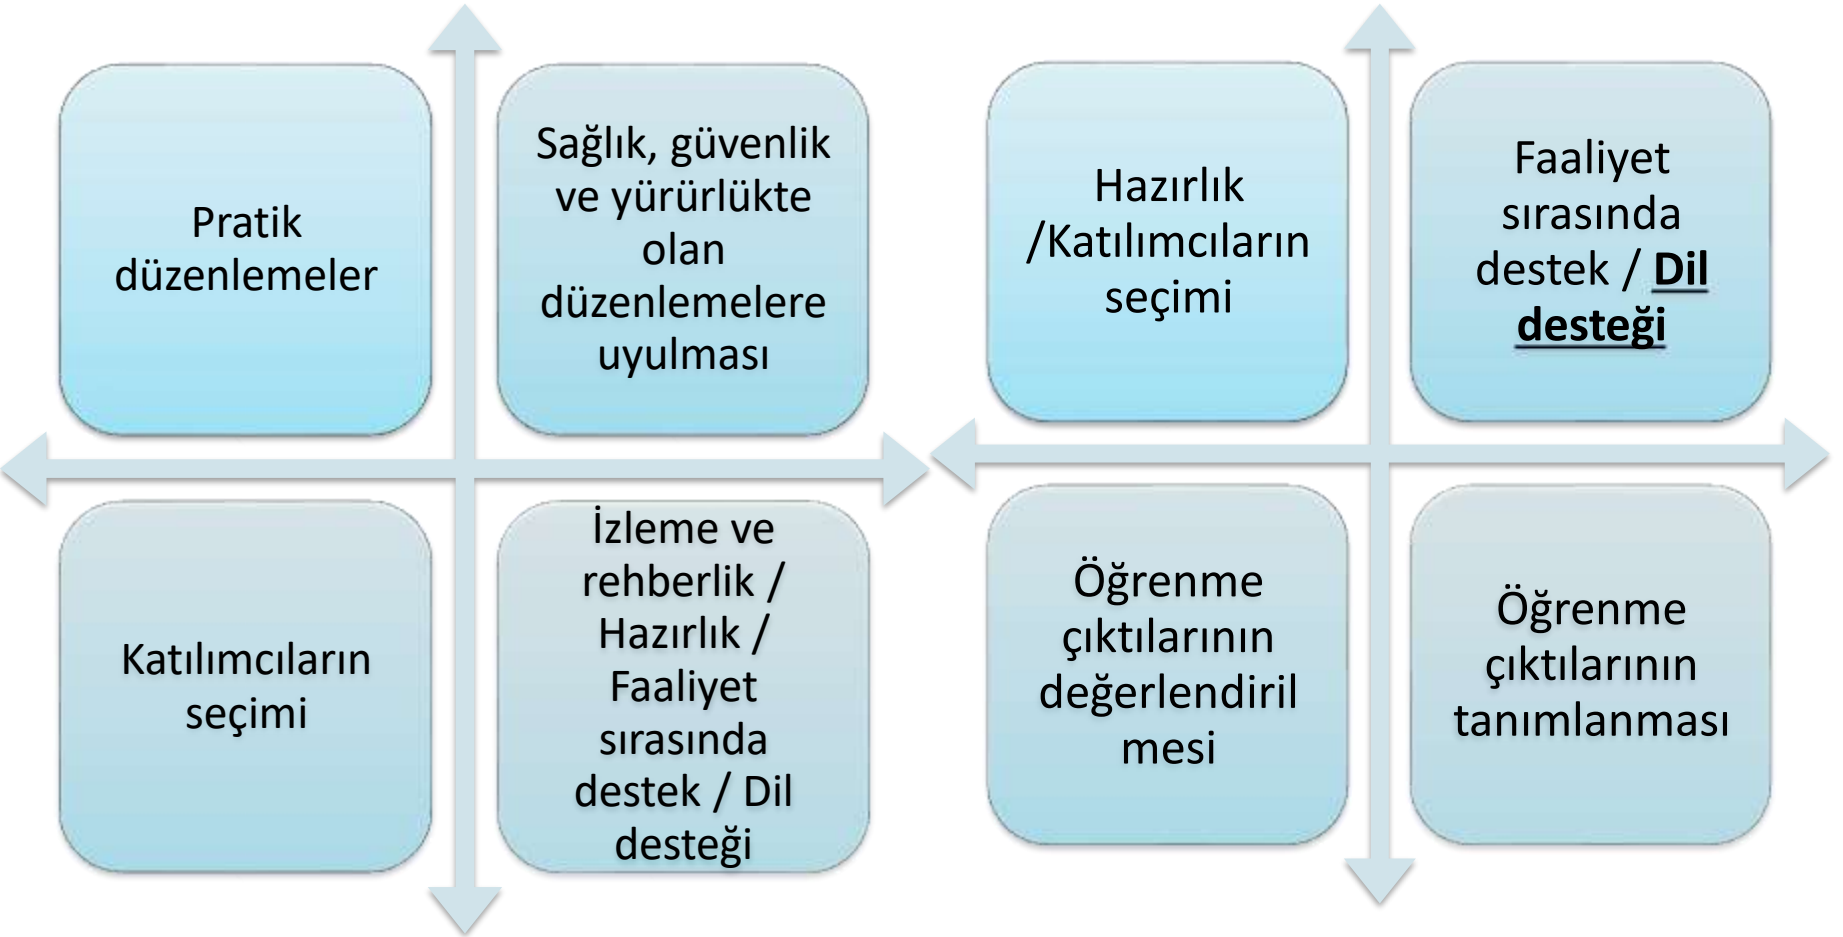 Pratik
düzenlemeler
Sağlık, güvenlik
ve yürürlükte
olan
düzenlemelere
uyulması
Katılımcıların
seçimi
İzleme ve
rehberlik /
Hazırlık /
Faaliyet
sırasında
destek / Dil
desteği
Hazırlık
/Katılımcıların
seçimi
Faaliyet
sırasında
destek / Dil
desteği
Öğrenme
çıktılarının
değerlendiril
mesi
Öğrenme
çıktılarının
tanımlanması